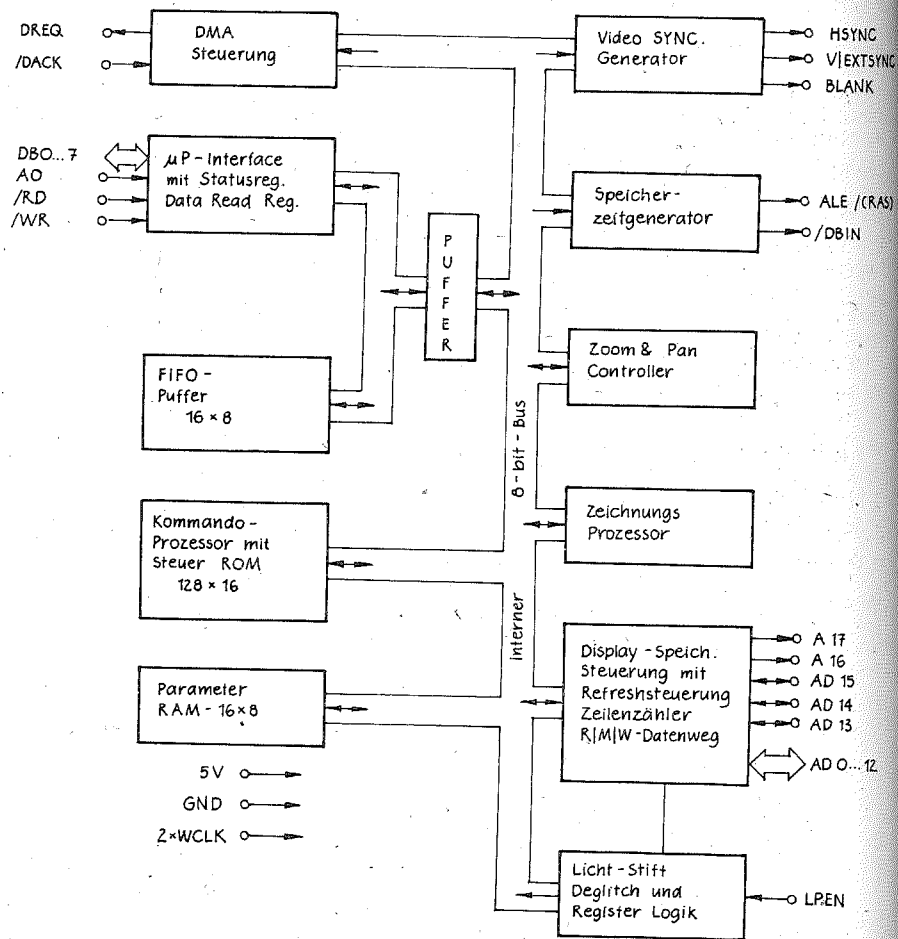 DREQ
/DACK
DMA
Steuerung
Video SYNC.
Generator
HSYNC
V|EXTSYNC
BLANK
DB0...7
A0
/RD
/WR
µP-Interface
mit Statusreg.
Data Read Reg.
PUFFER
Speicher-
zeitgenerator
ALE/(RAS)
/DBIN
FIFO-
Puffer
16×8
Zoom & Pan
Controller
Kommando-
Prozessor mit
Steuer ROM
128×16
interner 8-bit-Bus
Zeichnungs
Prozessor
Parameter
RAM-16×8
Display-Speich.
Steuerung mit
Refreshsteuerung
Zeilenzähler
R|M|W-Datenweg
A 17
A 16
AD 15
AD 14
AD 13
AD 0...12
5V
GND
2×WCLK
Licht-Stift
Deglitch und
Register Logik
LPEN